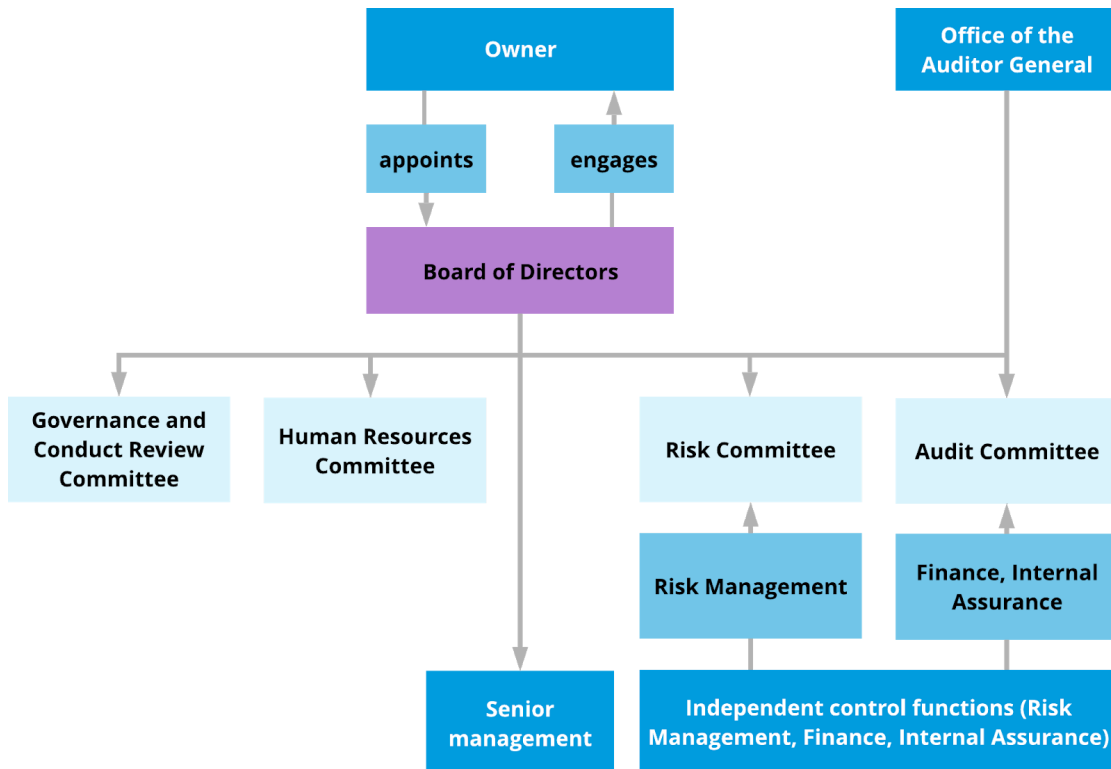 Owner
Office of the
Auditor General
appoints
engages
Board of Directors
Governance and
Conduct Review
Committee
Human Resources
Committee
Risk Committee
Audit Committee
Risk Management
Finance, Internal
Assurance
Senior
management
Independent control functions (Risk
Management, Finance, Internal Assurance)